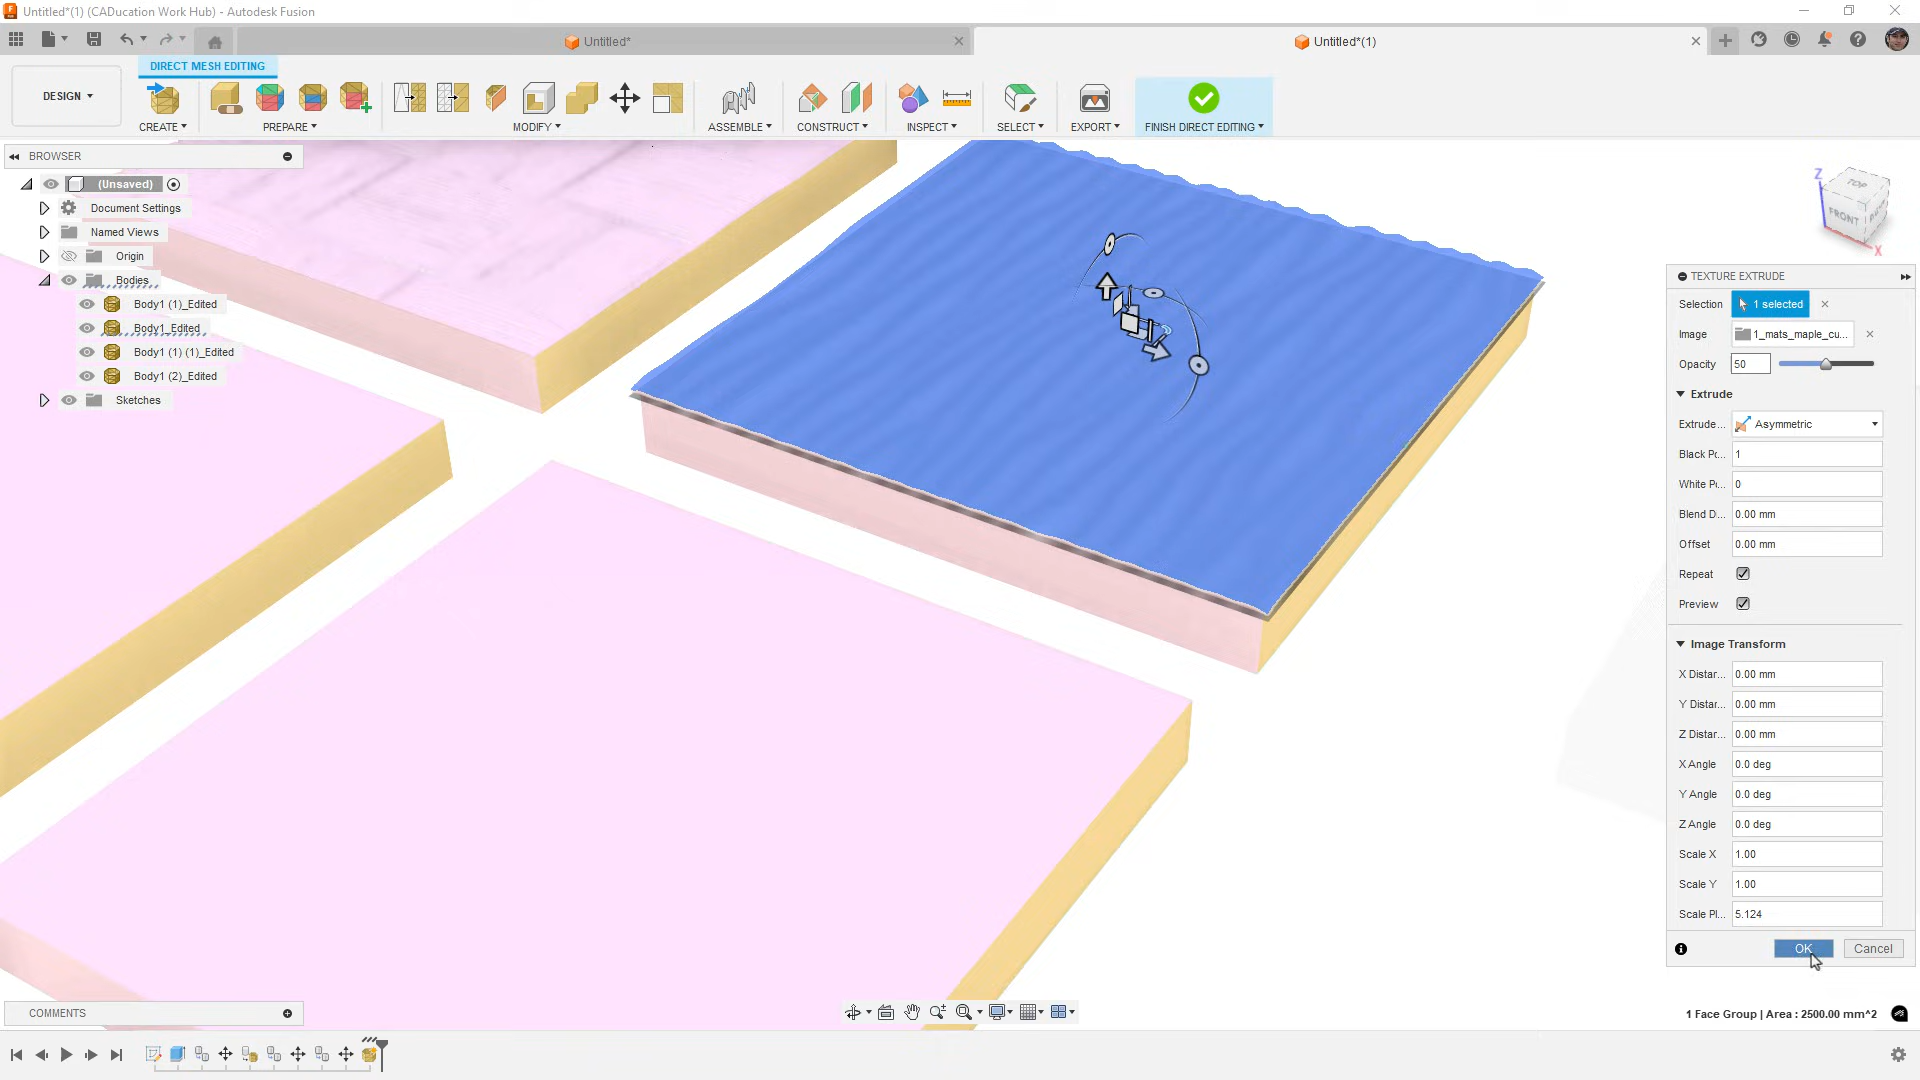 Untitled*(1) (CADucation Work Hub) - Autodesk Fusion
Untitled*
Untitled*(1)
DESIGN
DIRECT MESH EDITING
CREATE
PREPARE
MODIFY
ASSEMBLE
CONSTRUCT
INSPECT
SELECT
EXPORT
FINISH DIRECT EDITING
BROWSER
(Unsaved)
Document Settings
Named Views
Origin
Bodies
Body1 (1)_Edited
Body1_Edited
Body1 (1) (1)_Edited
Body1 (2)_Edited
Sketches
Z
TOP
FRONT
X
TEXTURE EXTRUDE
Selection 1 selected
Image 1_mats_maple_cu...
Opacity 50
Extrude
Extrude... Asymmetric
Black Po... 1
White P... 0
Blend D... 0.00 mm
Offset 0.00 mm
Repeat
Preview
Image Transform
X Distar... 0.00 mm
Y Distar... 0.00 mm
Z Distar... 0.00 mm
X Angle 0.0 deg
Y Angle 0.0 deg
Z Angle 0.0 deg
Scale X 1.00
Scale Y 1.00
Scale Pl... 5.124
OK Cancel
COMMENTS
1 Face Group | Area : 2500.00 mm^2